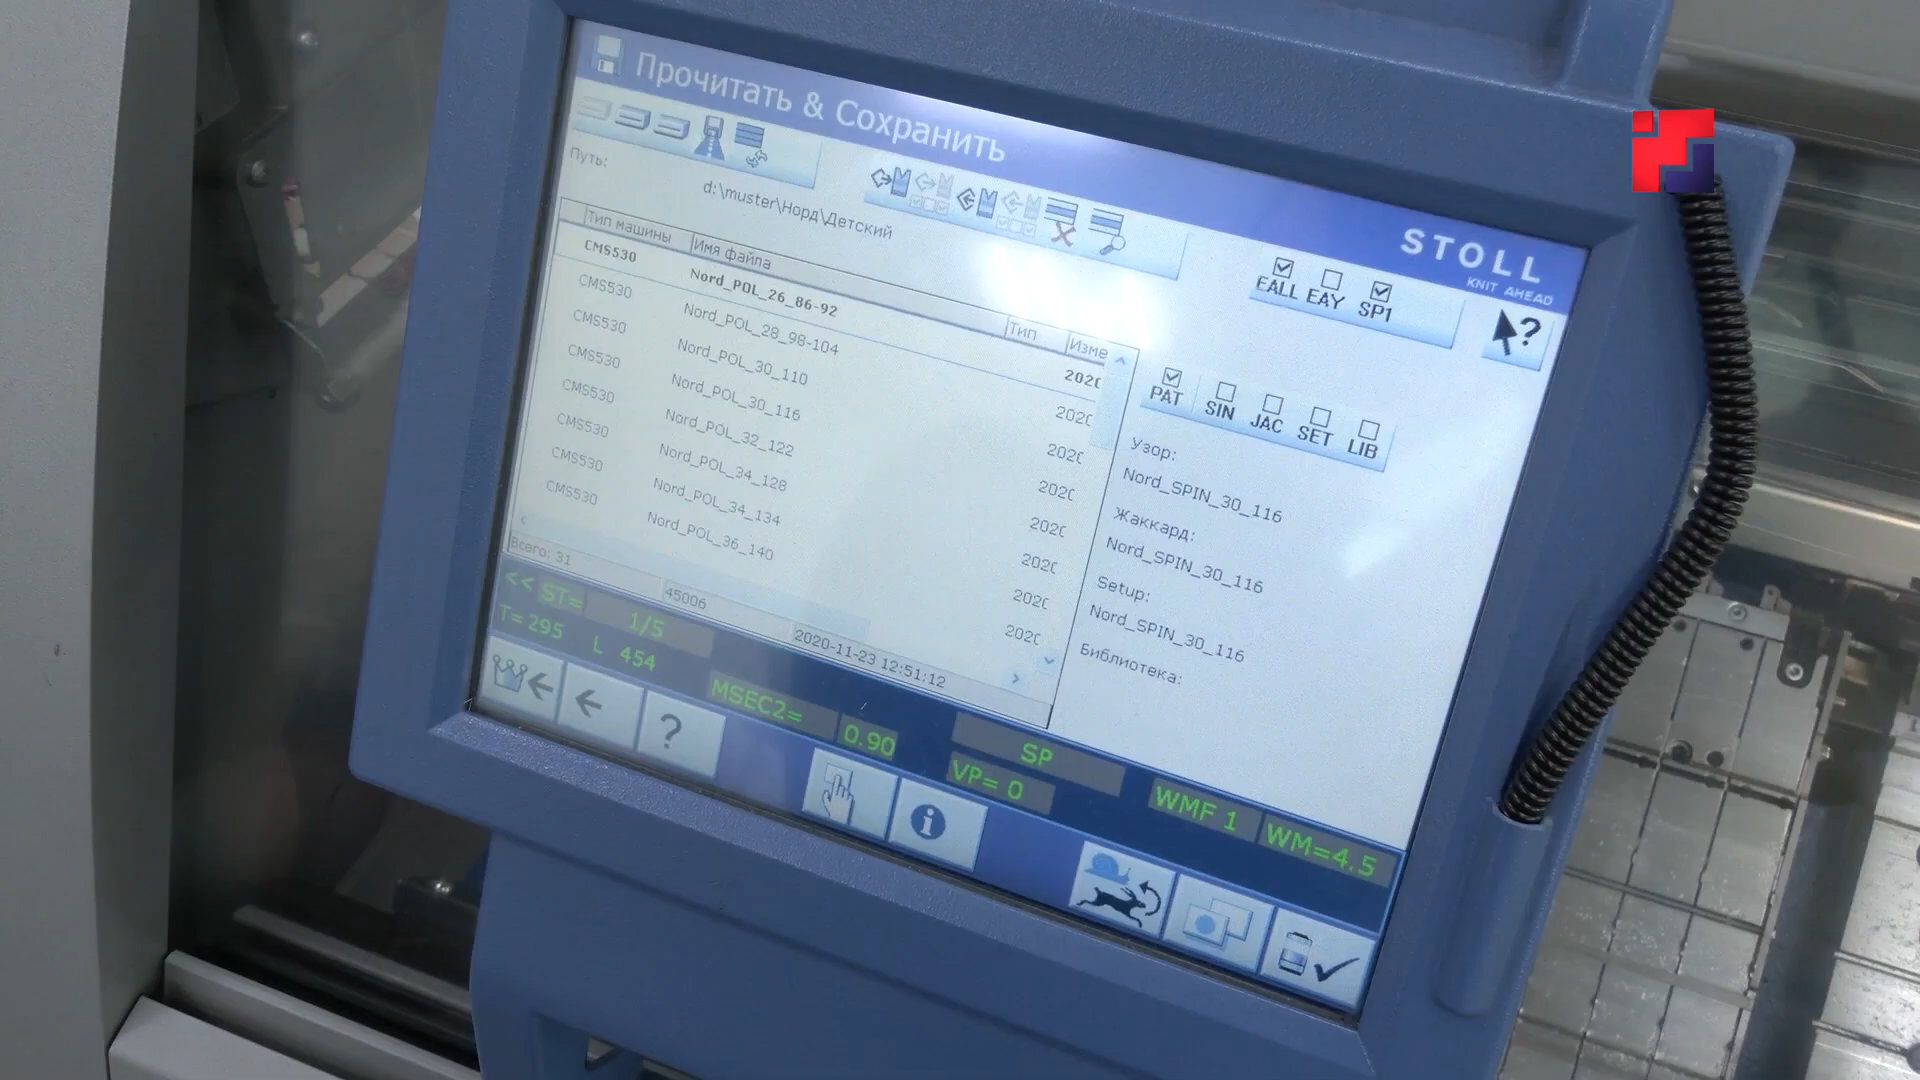 Прочитать & Сохранить
STOLL
KNIT AHEAD
Путь:
d:\muster\Норд\Детский
EALL EAY SP1
Тип машины Имя файла Тип Изме
CMS530 Nord_POL_26_86-92 2020
CMS530 Nord_POL_28_98-104 2020
CMS530 Nord_POL_30_110 2020
CMS530 Nord_POL_30_116 2020
CMS530 Nord_POL_32_122 2020
CMS530 Nord_POL_34_128 2020
CMS530 Nord_POL_34_134 2020
CMS530 Nord_POL_36_140 2020
Всего: 31 45006 2020-11-23 12:51:12
PAT SIN JAC SET LIB
Узор:
Nord_SPIN_30_116
Жаккард:
Nord_SPIN_30_116
Setup:
Nord_SPIN_30_116
Библиотека:
<< ST= 1/5 SP
T= 295 L 454 MSEC2= 0.90 VP= 0 WMF 1 WM=4.5
?